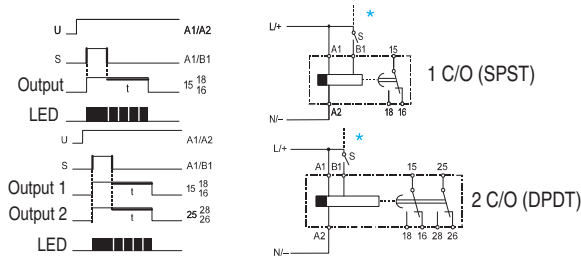 U A1/A2
S A1/B1
Output t 15 18 16
LED
L/+ * S
A1 B1 15
1 C/O (SPST)
A2 18 16
N/–
U A1/A2
S A1/B1
Output 1 t 15 18 16
Output 2 t 25 28 26
LED
L/+ * S
A1 B1 15 25
2 C/O (DPDT)
A2 18 16 28 26
N/–